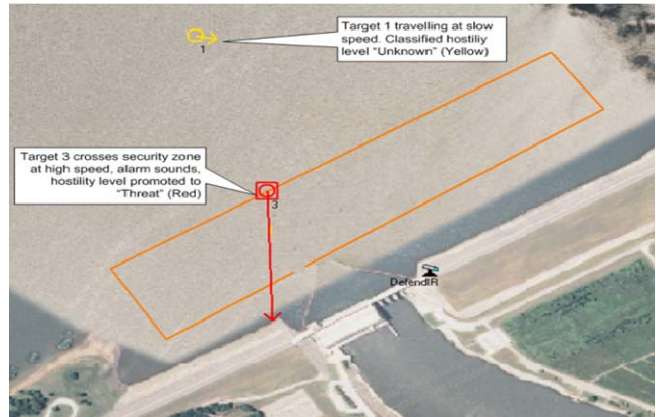 Target 1 travelling at slow
speed. Classified hostiliy
level "Unknown" (Yellow)
1
Target 3 crosses security zone
at high speed, alarm sounds,
hostility level promoted to
"Threat" (Red)
3
DefendIR